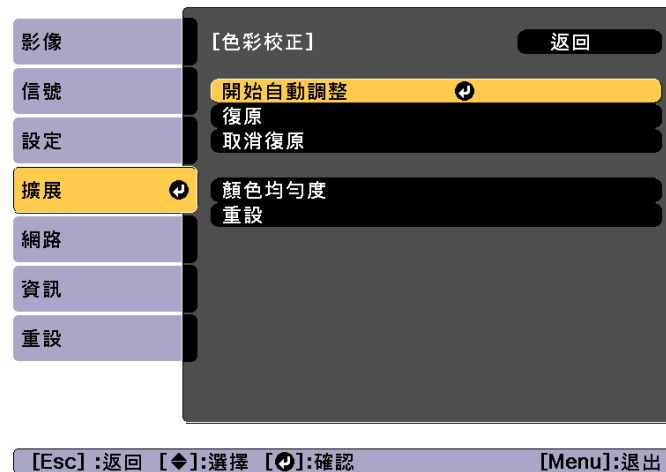 影像
信號
設定
擴展
網路
資訊
重設
[色彩校正] 返回
開始自動調整
復原
取消復原
顏色均勻度
重設
[Esc] :返回 [◆]:選擇 [⏎]:確認 [Menu]:退出